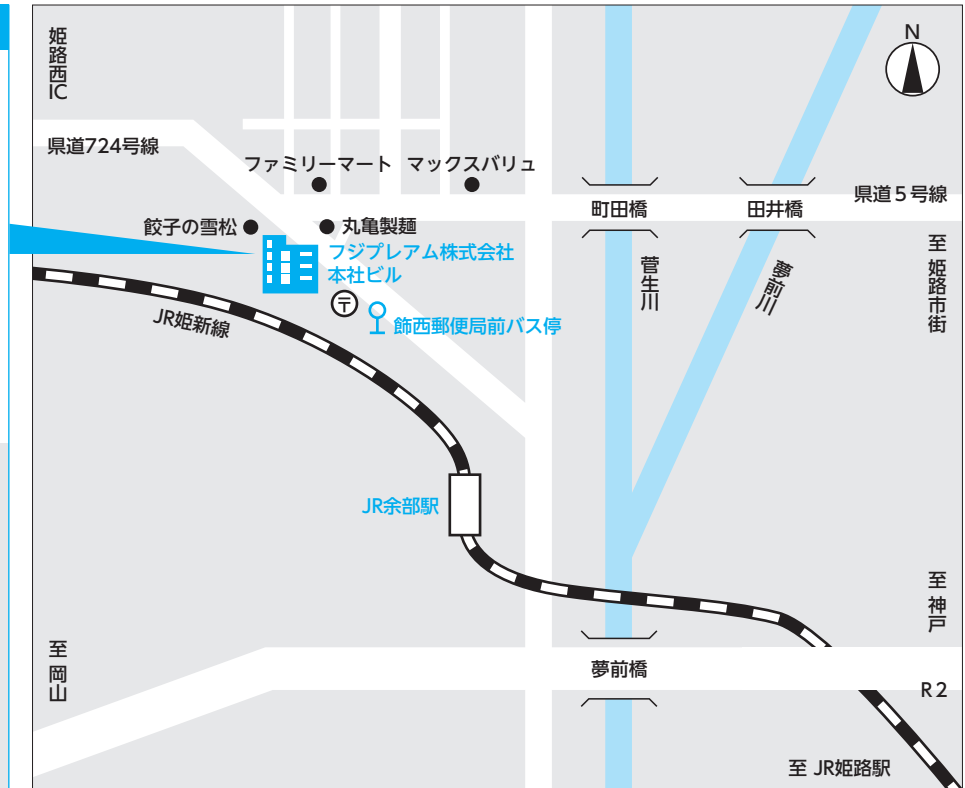 姫路西IC
N
県道724号線
ファミリーマート
マックスバリュ
県道5号線
町田橋
田井橋
餃子の雪松
丸亀製麺
フジプレアム株式会社
本社ビル
〒
飾西郵便局前バス停
JR姫新線
菅生川
夢前川
至 姫路市街
JR余部駅
至 神戸
至 岡山
夢前橋
R2
至 JR姫路駅